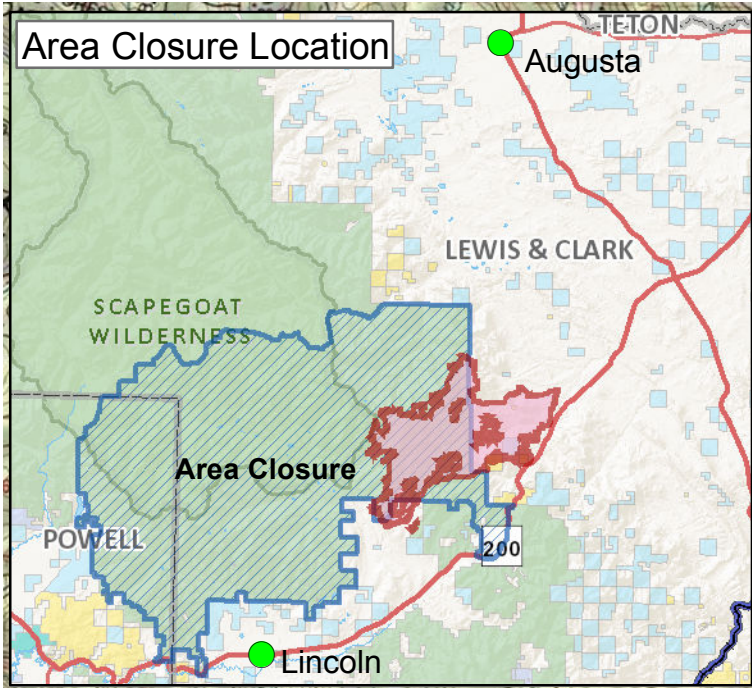 Area Closure Location
TETON
Augusta
LEWIS & CLARK
SCAPEGOAT
WILDERNESS
Area Closure
POWELL
200
Lincoln